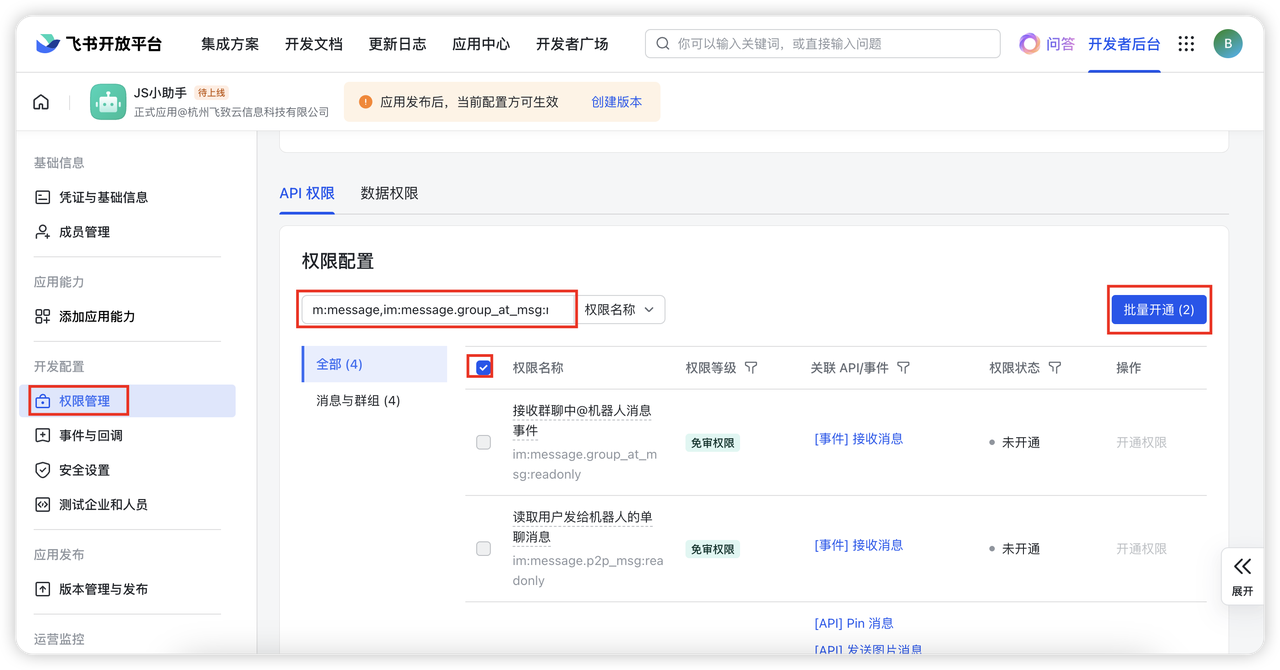 飞书开放平台
集成方案
开发文档
更新日志
应用中心
开发者广场
你可以输入关键词，或直接输入问题
问答
开发者后台
B
JS小助手
待上线
正式应用@杭州飞致云信息科技有限公司
应用发布后，当前配置方可生效
创建版本
基础信息
凭证与基础信息
成员管理
应用能力
添加应用能力
开发配置
权限管理
事件与回调
安全设置
测试企业和人员
应用发布
版本管理与发布
运营监控
API 权限
数据权限
权限配置
m:message,im:message.group_at_msg:r
权限名称
批量开通 (2)
全部 (4)
消息与群组 (4)
权限名称
权限等级
关联 API/事件
权限状态
操作
接收群聊中@机器人消息
事件
im:message.group_at_m
sg:readonly
免审权限
[事件] 接收消息
未开通
开通权限
读取用户发给机器人的单
聊消息
im:message.p2p_msg:rea
donly
免审权限
[事件] 接收消息
未开通
开通权限
[API] Pin 消息
[API] 发送图片消息
展开